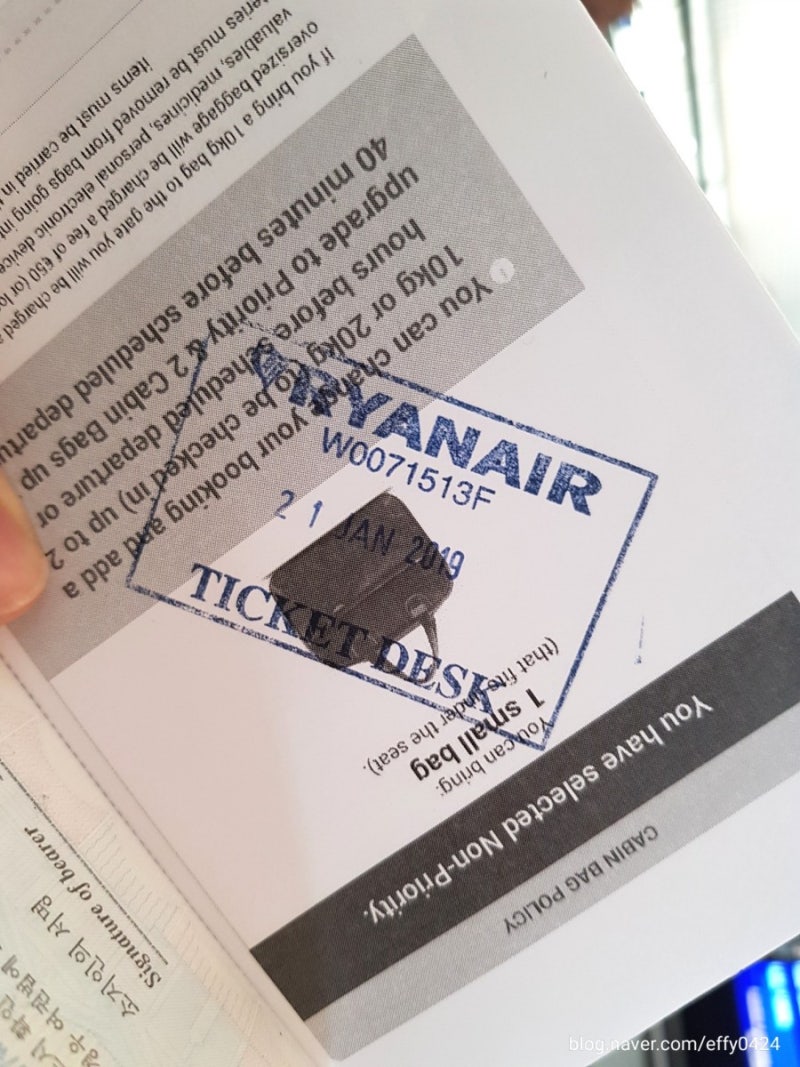 CABIN BAG POLICY
You have selected Non-Priority.
You can bring:
1 small bag
(that fits under the seat).
You can change your booking and add a
10kg or 20kg (to be checked in) up to 2
hours before scheduled departure or
upgrade to Priority & 2 Cabin Bags up
40 minutes before scheduled departu
If you bring a 10kg bag to the gate you will be charged a
oversized baggage will be charged a fee of €50 (or lo
valuables, medicines, personal electronic device
eries must be removed from bags going int
items must be carried in t
RYANAIR
W0071513F
21 JAN 2019
TICKET DESK
Signature of bearer
소지인의 서명
blog.naver.com/effy0424